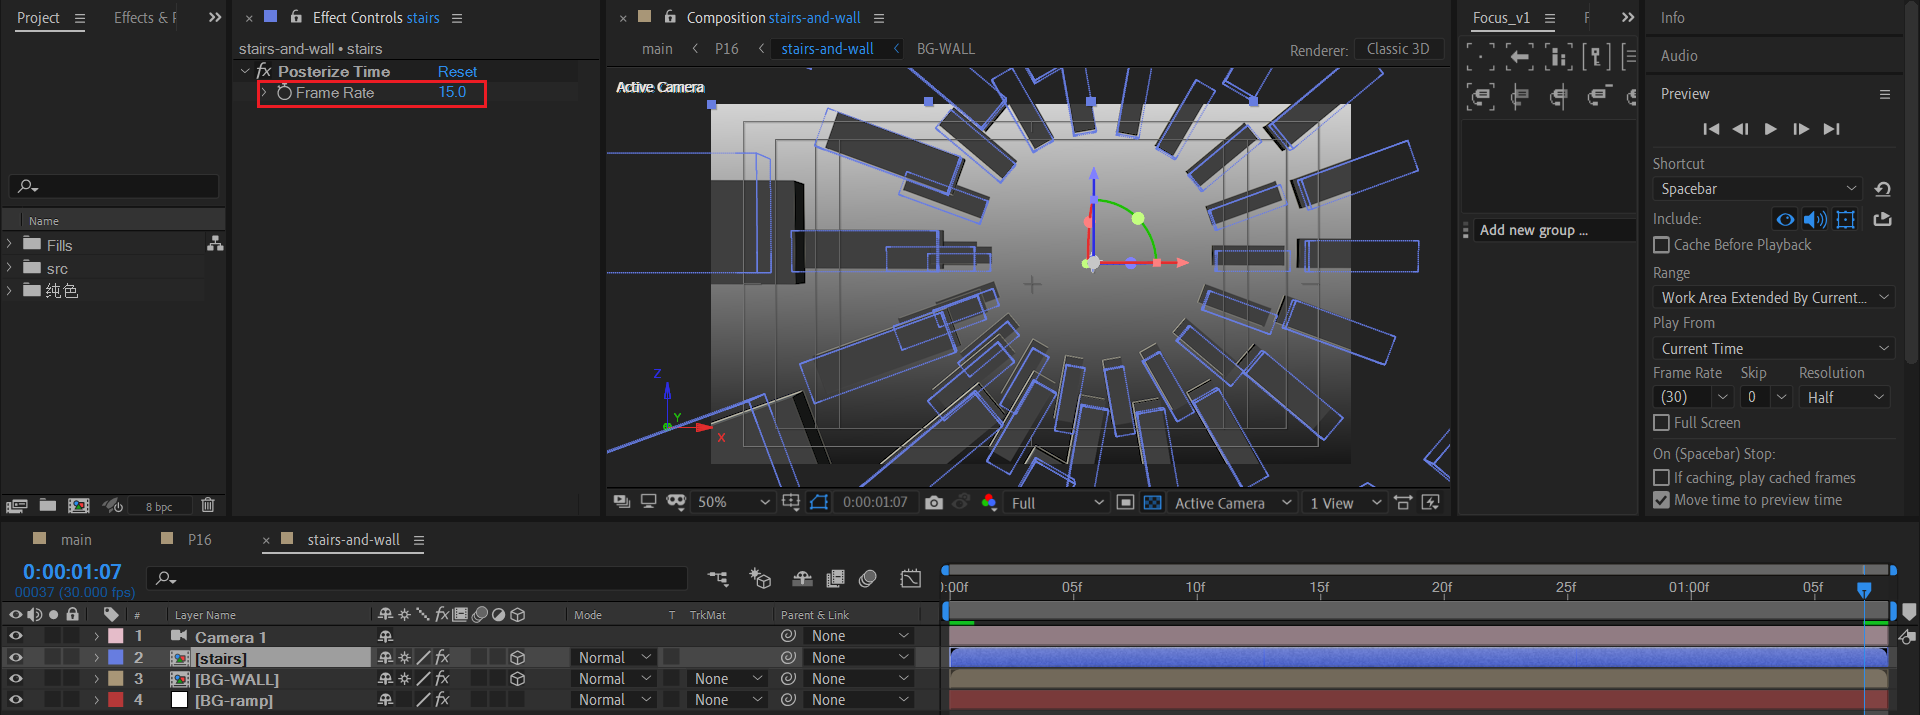 Project
Effects & P
Effect Controls stairs
stairs-and-wall • stairs
fx Posterize Time Reset
Frame Rate 15.0
Composition stairs-and-wall
main P16 stairs-and-wall BG-WALL
Renderer: Classic 3D
Active Camera
Z
Y
X
50%
0:00:01:07
Full
Active Camera
1 View
Focus_v1
Add new group ...
Info
Audio
Preview
Shortcut
Spacebar
Include:
Cache Before Playback
Range
Work Area Extended By Current...
Play From
Current Time
Frame Rate Skip Resolution
(30) 0 Half
Full Screen
On (Spacebar) Stop:
If caching, play cached frames
Move time to preview time
Name
Fills
src
纯色
8 bpc
main P16 stairs-and-wall
0:00:01:07
00037 (30.000 fps)
:00f 05f 10f 15f 20f 25f 01:00f 05f
# Layer Name fx Mode T TrkMat Parent & Link
1 Camera 1 None
2 [stairs] fx Normal None
3 [BG-WALL] fx Normal None None
4 [BG-ramp] fx Normal None None